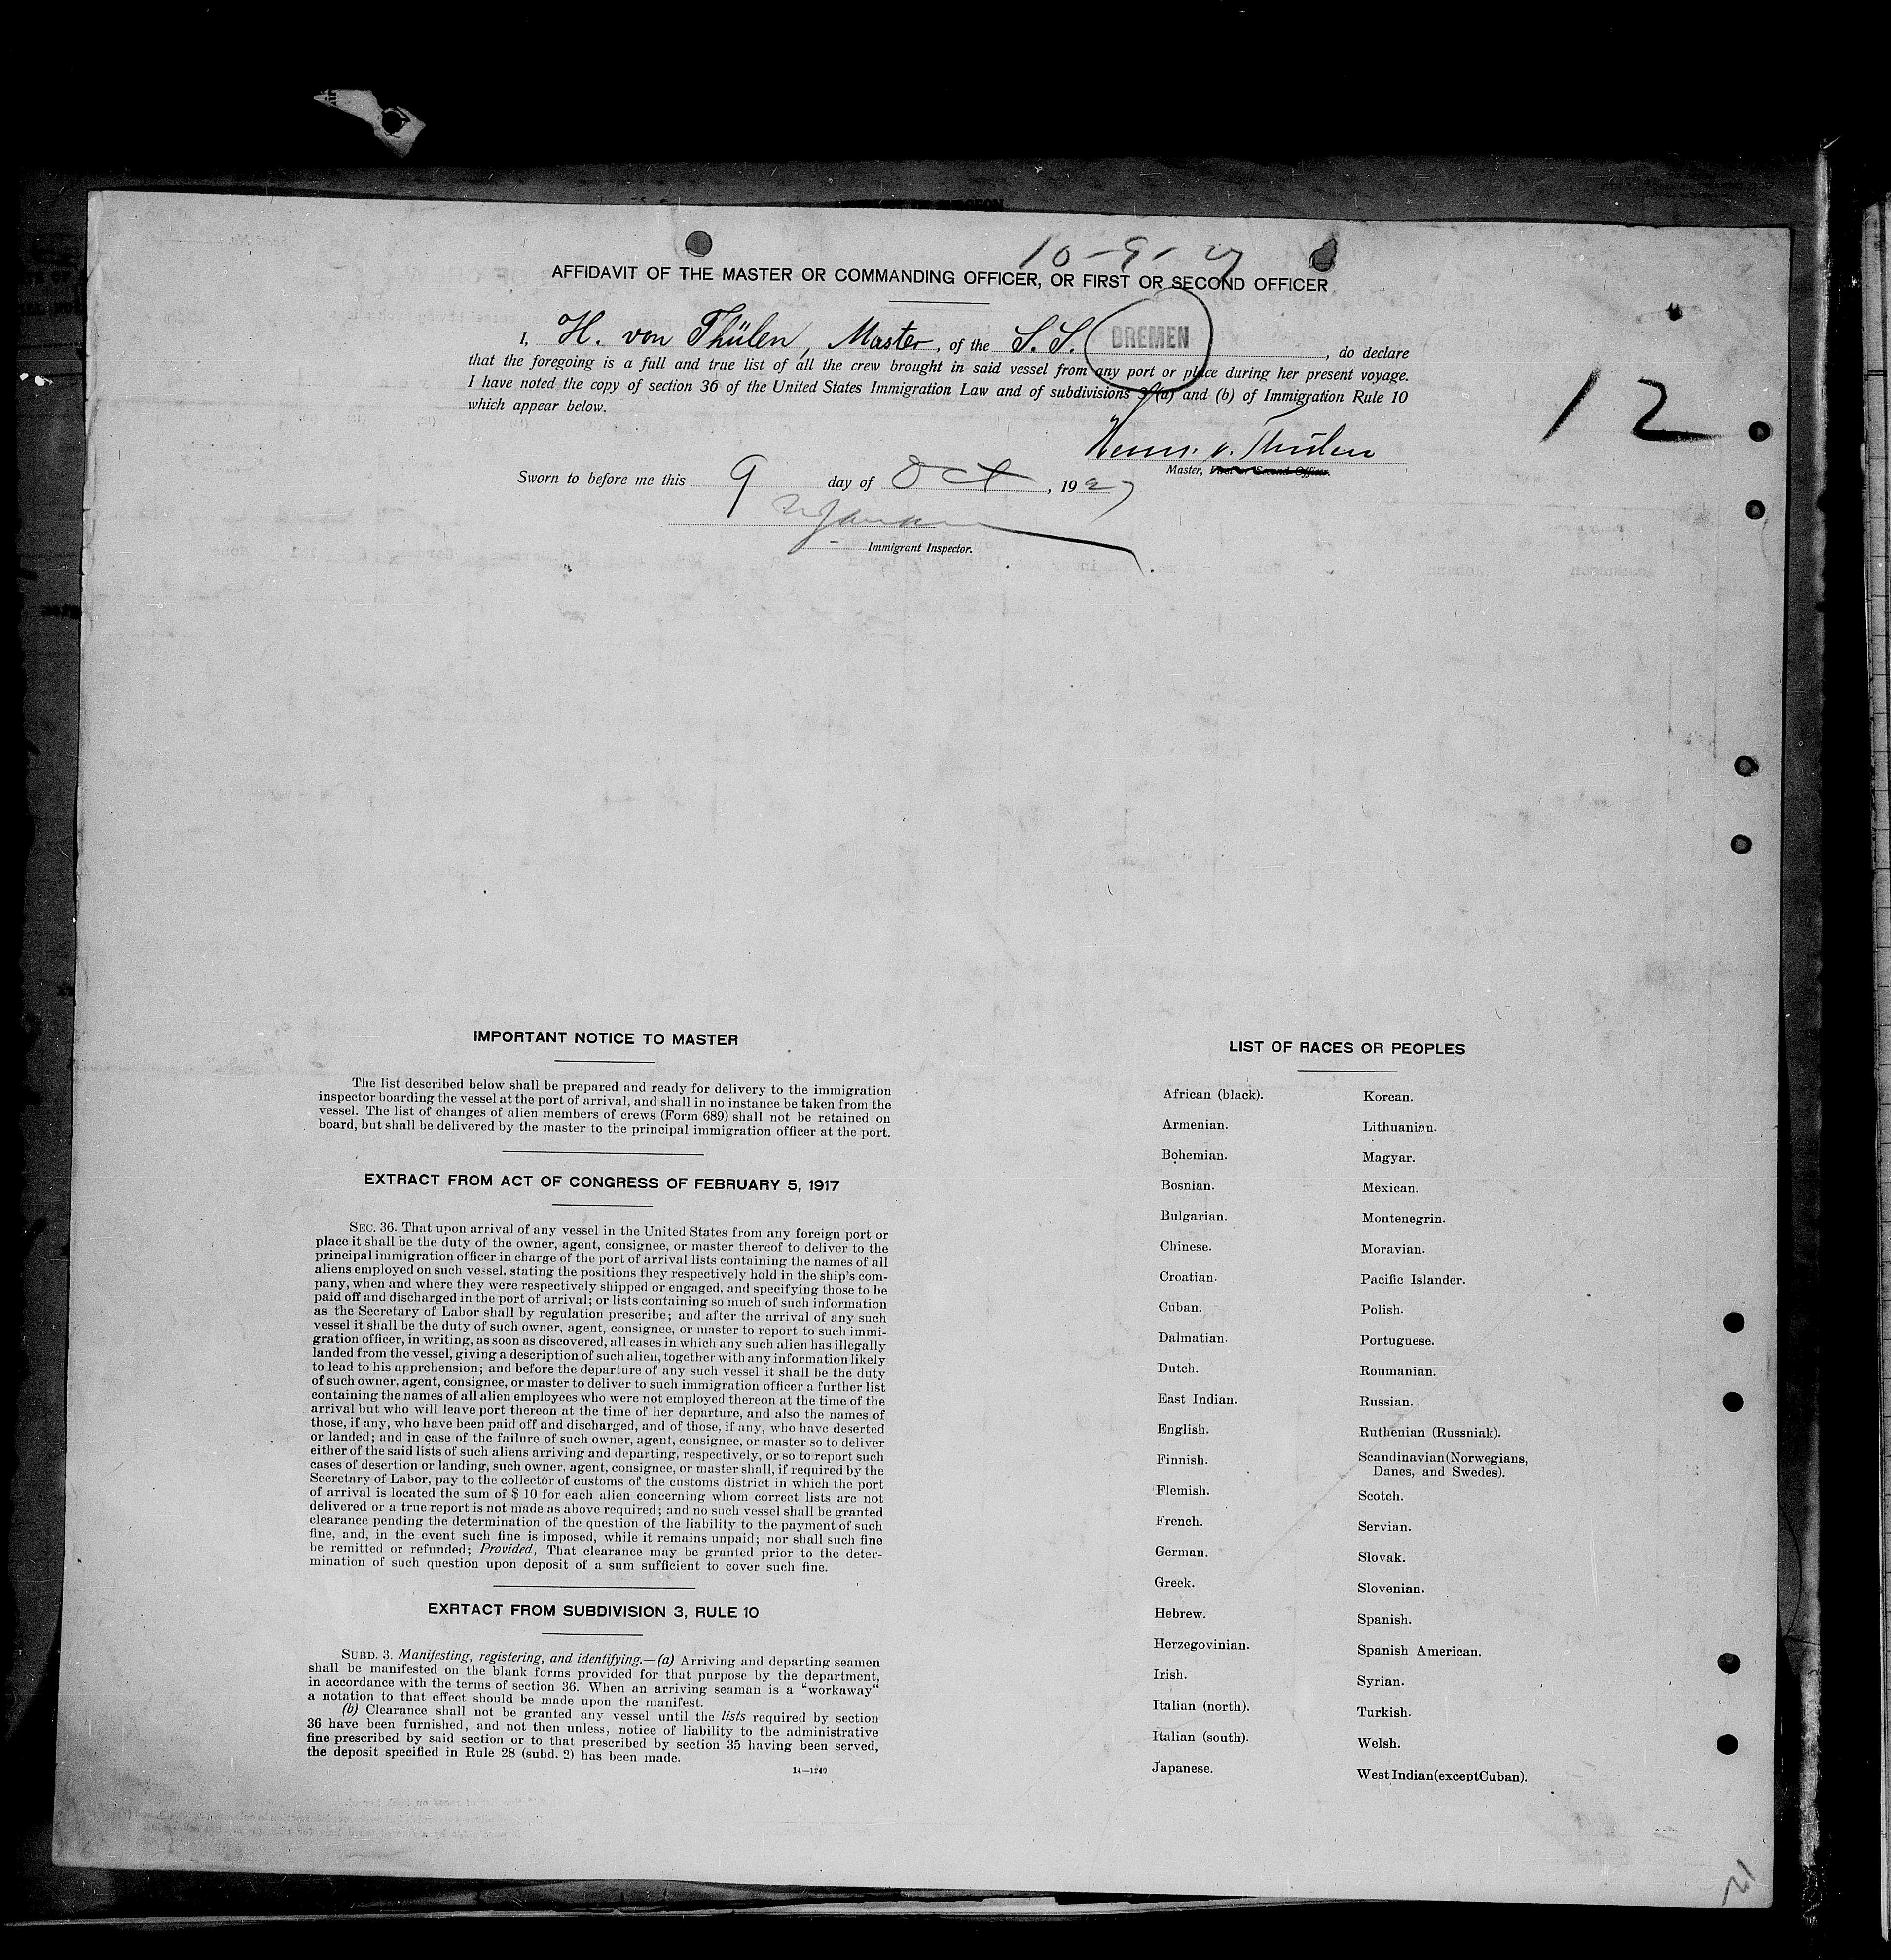 10-9-27
AFFIDAVIT OF THE MASTER OR COMMANDING OFFICER, OR FIRST OR SECOND OFFICER
I, H. von Thülen, Master, of the S.S. BREMEN, do declare
that the foregoing is a full and true list of all the crew brought in said vessel from any port or place during her present voyage.
I have noted the copy of section 36 of the United States Immigration Law and of subdivisions 3 (a) and (b) of Immigration Rule 10
which appear below.
12
Herm. v. Thülen
Master, First or Second Officer.
Sworn to before me this 9 day of Oct, 1927
Immigrant Inspector.
IMPORTANT NOTICE TO MASTER
The list described below shall be prepared and ready for delivery to the immigration
inspector boarding the vessel at the port of arrival, and shall in no instance be taken from the
vessel. The list of changes of alien members of crews (Form 689) shall not be retained on
board, but shall be delivered by the master to the principal immigration officer at the port.
EXTRACT FROM ACT OF CONGRESS OF FEBRUARY 5, 1917
SEC. 36. That upon arrival of any vessel in the United States from any foreign port or
place it shall be the duty of the owner, agent, consignee, or master thereof to deliver to the
principal immigration officer in charge of the port of arrival lists containing the names of all
aliens employed on such vessel, stating the positions they respectively hold in the ship's com-
pany, when and where they were respectively shipped or engaged, and specifying those to be
paid off and discharged in the port of arrival; or lists containing so much of such information
as the Secretary of Labor shall by regulation prescribe; and after the arrival of any such
vessel it shall be the duty of such owner, agent, consignee, or master to report to such immi-
gration officer, in writing, as soon as discovered, all cases in which any such alien has illegally
landed from the vessel, giving a description of such alien, together with any information likely
to lead to his apprehension; and before the departure of any such vessel it shall be the duty
of such owner, agent, consignee, or master to deliver to such immigration officer a further list
containing the names of all alien employees who were not employed thereon at the time of the
arrival but who will leave port thereon at the time of her departure, and also the names of
those, if any, who have been paid off and discharged, and of those, if any, who have deserted
or landed; and in case of the failure of such owner, agent, consignee, or master so to deliver
either of the said lists of such aliens arriving and departing, respectively, or so to report such
cases of desertion or landing, such owner, agent, consignee, or master shall, if required by the
Secretary of Labor, pay to the collector of customs of the customs district in which the port
of arrival is located the sum of $ 10 for each alien concerning whom correct lists are not
delivered or a true report is not made as above required; and no such vessel shall be granted
clearance pending the determination of the question of the liability to the payment of such
fine, and, in the event such fine is imposed, while it remains unpaid; nor shall such fine
be remitted or refunded; Provided, That clearance may be granted prior to the deter-
mination of such question upon deposit of a sum sufficient to cover such fine.
EXRTACT FROM SUBDIVISION 3, RULE 10
SUBD. 3. Manifesting, registering, and identifying.—(a) Arriving and departing seamen
shall be manifested on the blank forms provided for that purpose by the department,
in accordance with the terms of section 36. When an arriving seaman is a "workaway"
a notation to that effect should be made upon the manifest.
(b) Clearance shall not be granted any vessel until the lists required by section
36 have been furnished, and not then unless, notice of liability to the administrative
fine prescribed by said section or to that prescribed by section 35 having been served,
the deposit specified in Rule 28 (subd. 2) has been made.
14—1240
LIST OF RACES OR PEOPLES
African (black).
Armenian.
Bohemian.
Bosnian.
Bulgarian.
Chinese.
Croatian.
Cuban.
Dalmatian.
Dutch.
East Indian.
English.
Finnish.
Flemish.
French.
German.
Greek.
Hebrew.
Herzegovinian.
Irish.
Italian (north).
Italian (south).
Japanese.
Korean.
Lithuanian.
Magyar.
Mexican.
Montenegrin.
Moravian.
Pacific Islander.
Polish.
Portuguese.
Roumanian.
Russian.
Ruthenian (Russniak).
Scandinavian (Norwegians,
Danes, and Swedes).
Scotch.
Servian.
Slovak.
Slovenian.
Spanish.
Spanish American.
Syrian.
Turkish.
Welsh.
West Indian (except Cuban).
12